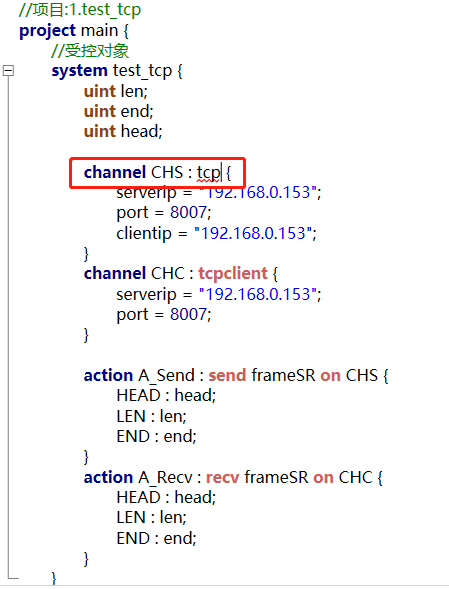 //项目:1.test_tcp
project main {
//受控对象
system test_tcp {
uint len;
uint end;
uint head;
channel CHS : tcp {
serverip = "192.168.0.153";
port = 8007;
clientip = "192.168.0.153";
}
channel CHC : tcpclient {
serverip = "192.168.0.153";
port = 8007;
}
action A_Send : send frameSR on CHS {
HEAD : head;
LEN : len;
END : end;
}
action A_Recv : recv frameSR on CHC {
HEAD : head;
LEN : len;
END : end;
}
}